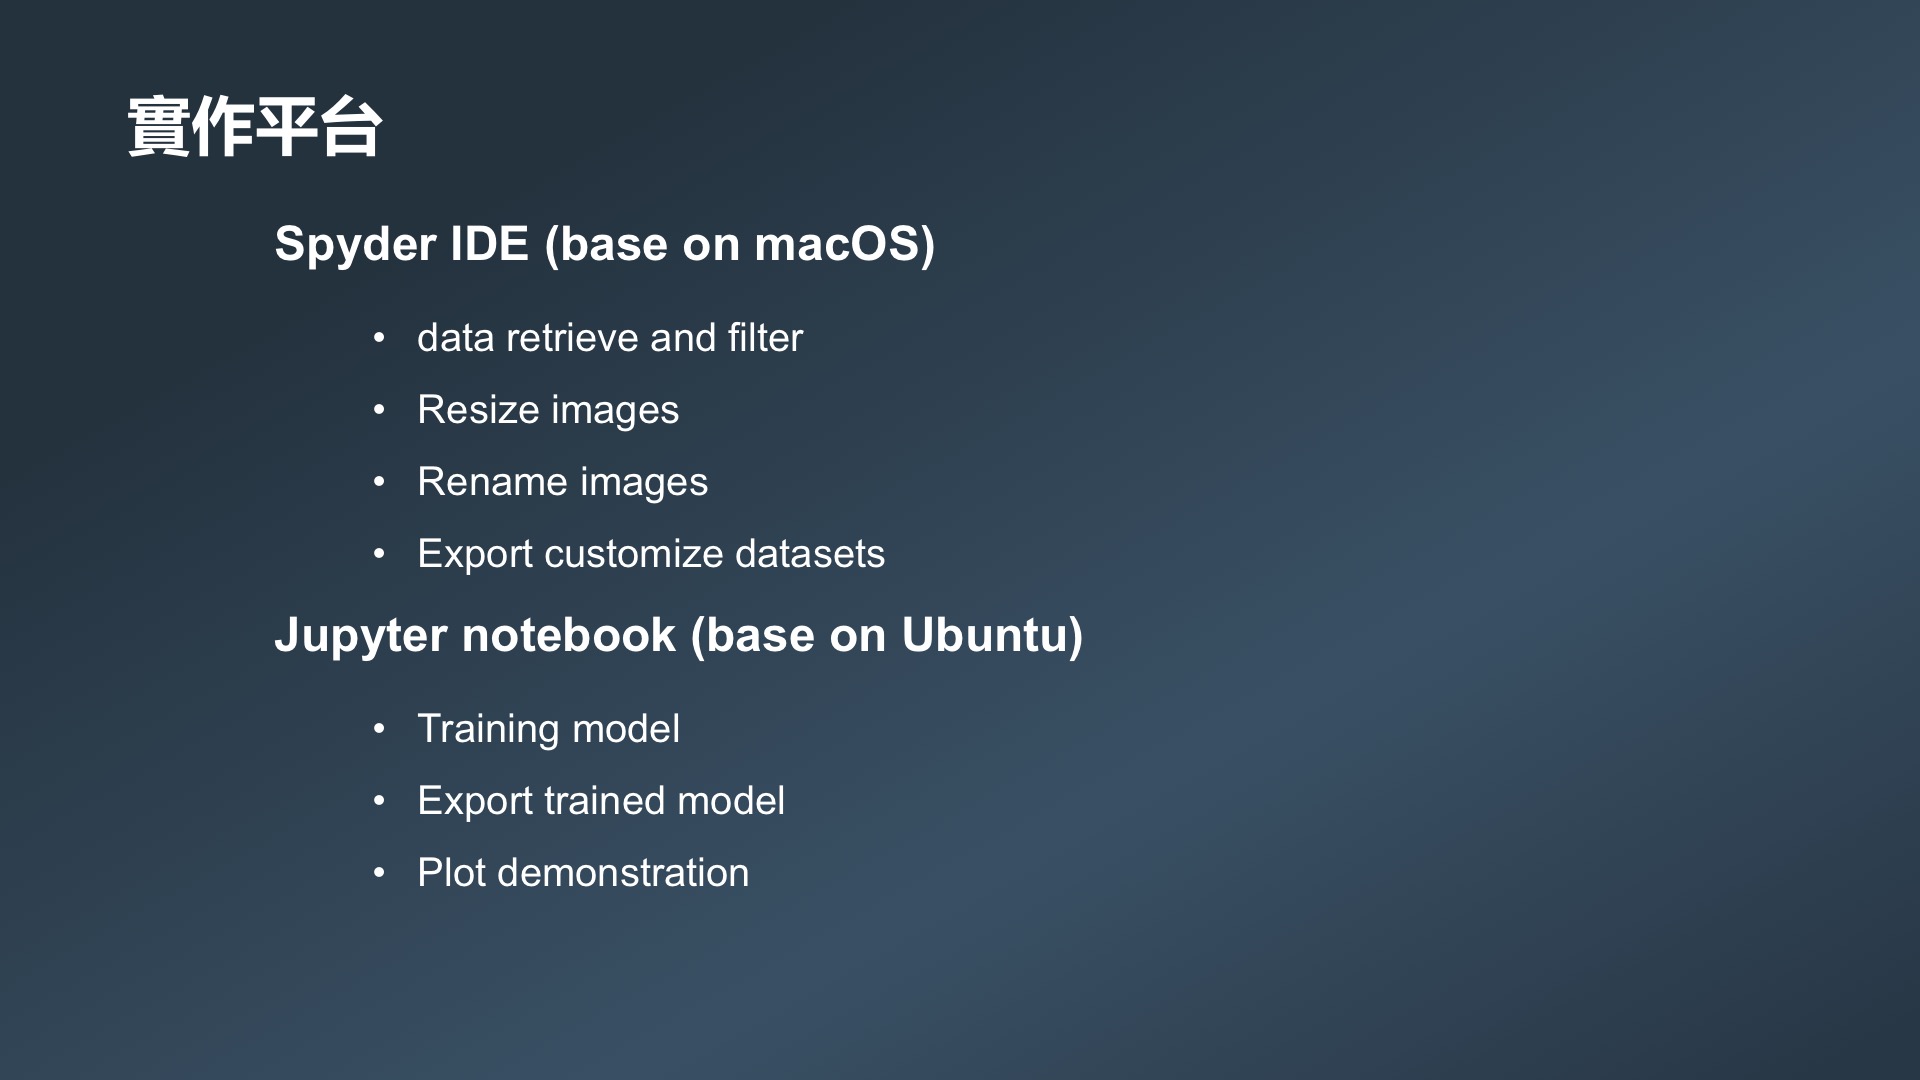 實作平台
Spyder IDE (base on macOS)
• data retrieve and filter
• Resize images
• Rename images
• Export customize datasets
Jupyter notebook (base on Ubuntu)
• Training model
• Export trained model
• Plot demonstration